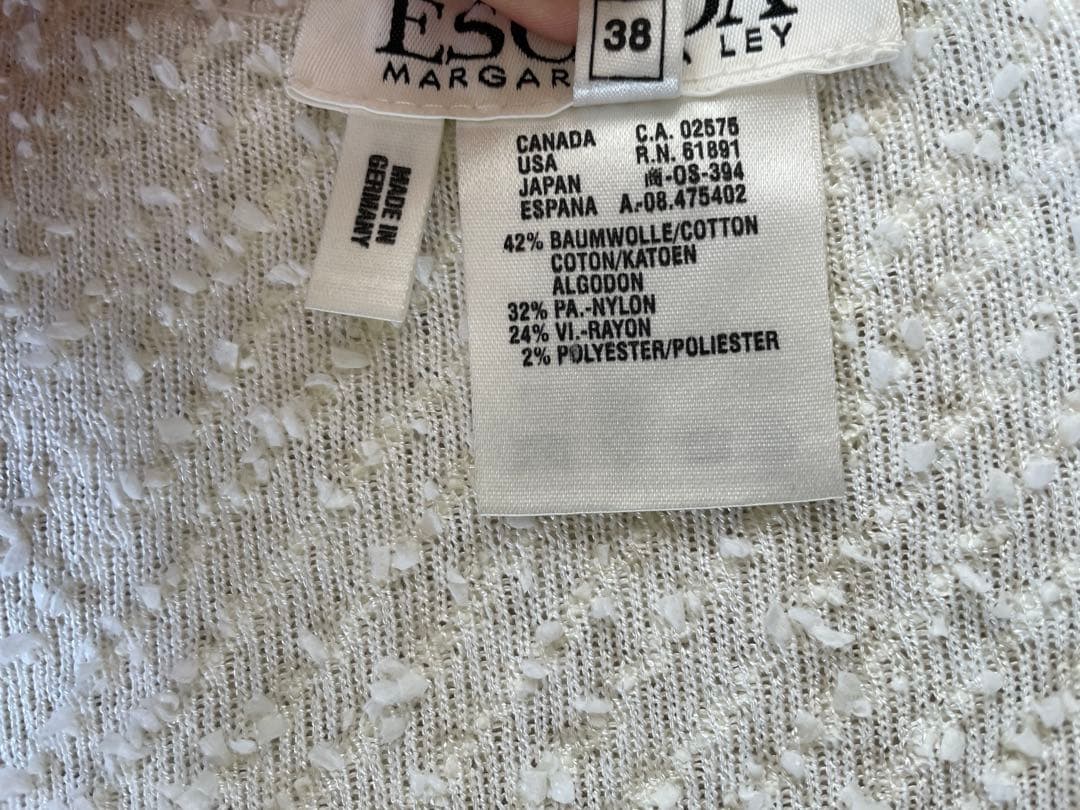 38
MARGAR LEY
MADE IN
GERMANY
CANADA C.A. 02575
USA R.N. 61891
JAPAN 商-OS-394
ESPANA A.-08.475402
42% BAUMWOLLE/COTTON
COTON/KATOEN
ALGODON
32% PA.-NYLON
24% VI.-RAYON
2% POLYESTER/POLIESTER